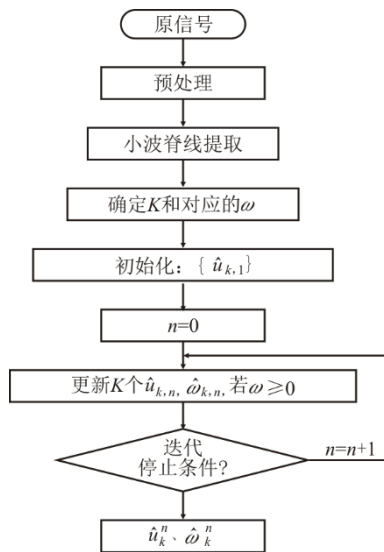 原信号
预处理
小波脊线提取
确定K和对应的ω
初始化：{ û_{k,1}}
n=0
更新K个û_{k,n}, ω̂_{k,n}, 若ω≥0
迭代
停止条件?
n=n+1
û_k^n、ω̂_k^n